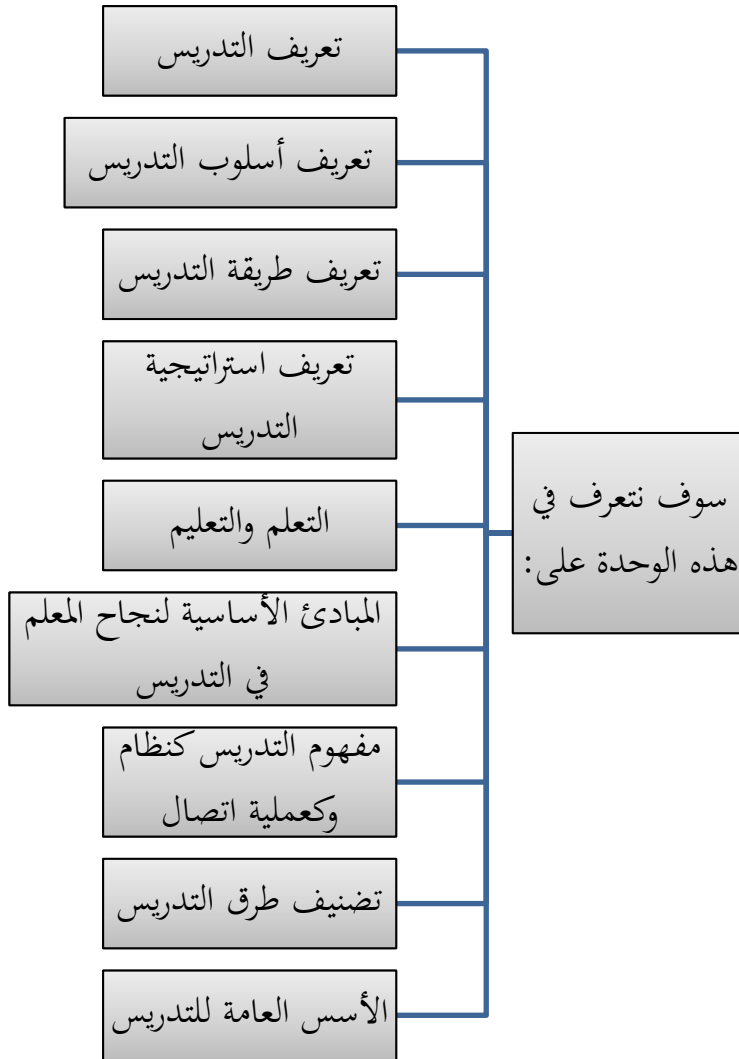 سوف نتعرف في
هذه الوحدة على:
تعريف التدريس
تعريف أسلوب التدريس
تعريف طريقة التدريس
تعريف استراتيجية
التدريس
التعلم والتعليم
المبادئ الأساسية لنجاح المعلم
في التدريس
مفهوم التدريس كنظام
وكعملية اتصال
تضنيف طرق التدريس
الأسس العامة للتدريس